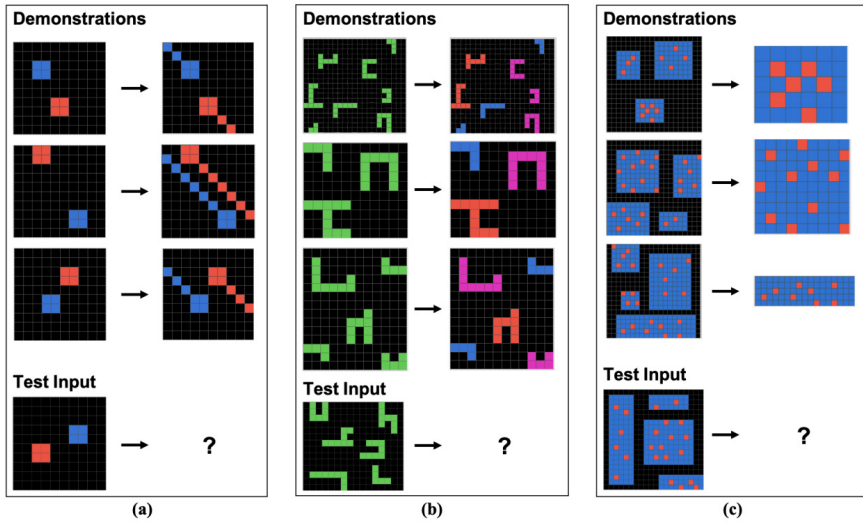 Demonstrations
Test Input
?
(a)
Demonstrations
Test Input
?
(b)
Demonstrations
Test Input
?
(c)